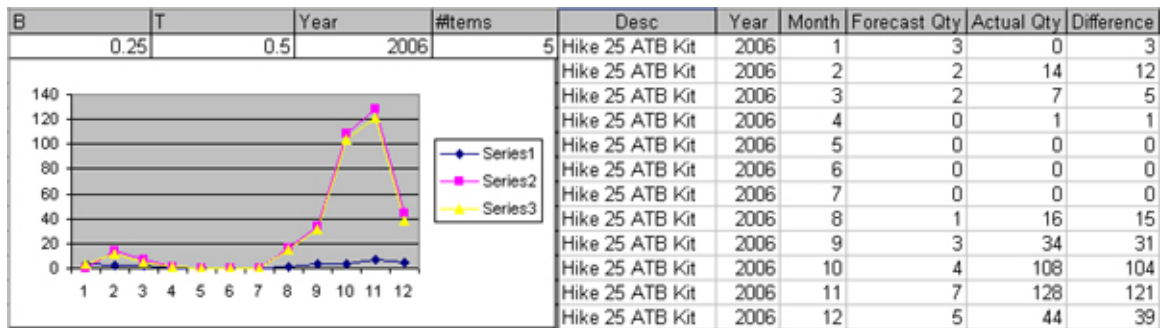 B T Year #Items Desc Year Month Forecast Qty Actual Qty Difference
0.25 0.5 2006 5 Hike 25 ATB Kit 2006 1 3 0 3
Hike 25 ATB Kit 2006 2 2 14 12
Hike 25 ATB Kit 2006 3 2 7 5
Hike 25 ATB Kit 2006 4 0 1 1
Hike 25 ATB Kit 2006 5 0 0 0
Hike 25 ATB Kit 2006 6 0 0 0
Hike 25 ATB Kit 2006 7 0 0 0
Hike 25 ATB Kit 2006 8 1 16 15
Hike 25 ATB Kit 2006 9 3 34 31
Hike 25 ATB Kit 2006 10 4 108 104
Hike 25 ATB Kit 2006 11 7 128 121
Hike 25 ATB Kit 2006 12 5 44 39
140
120
100
80
60
40
20
0
1 2 3 4 5 6 7 8 9 10 11 12
Series1
Series2
Series3